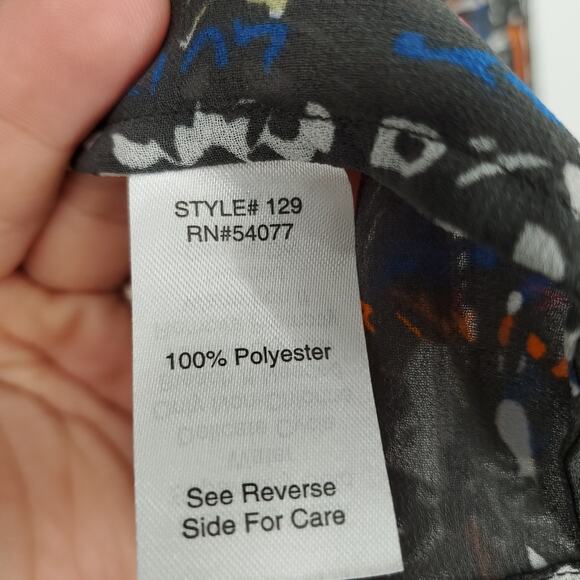 STYLE# 129
RN#54077
100% Polyester
See Reverse
Side For Care